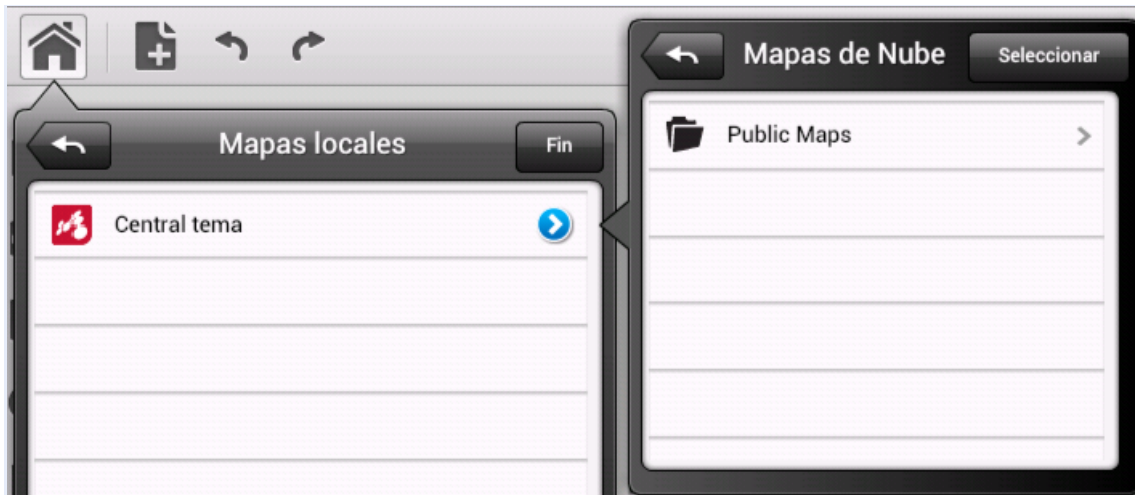 Mapas locales
Fin
Central tema
Mapas de Nube
Seleccionar
Public Maps